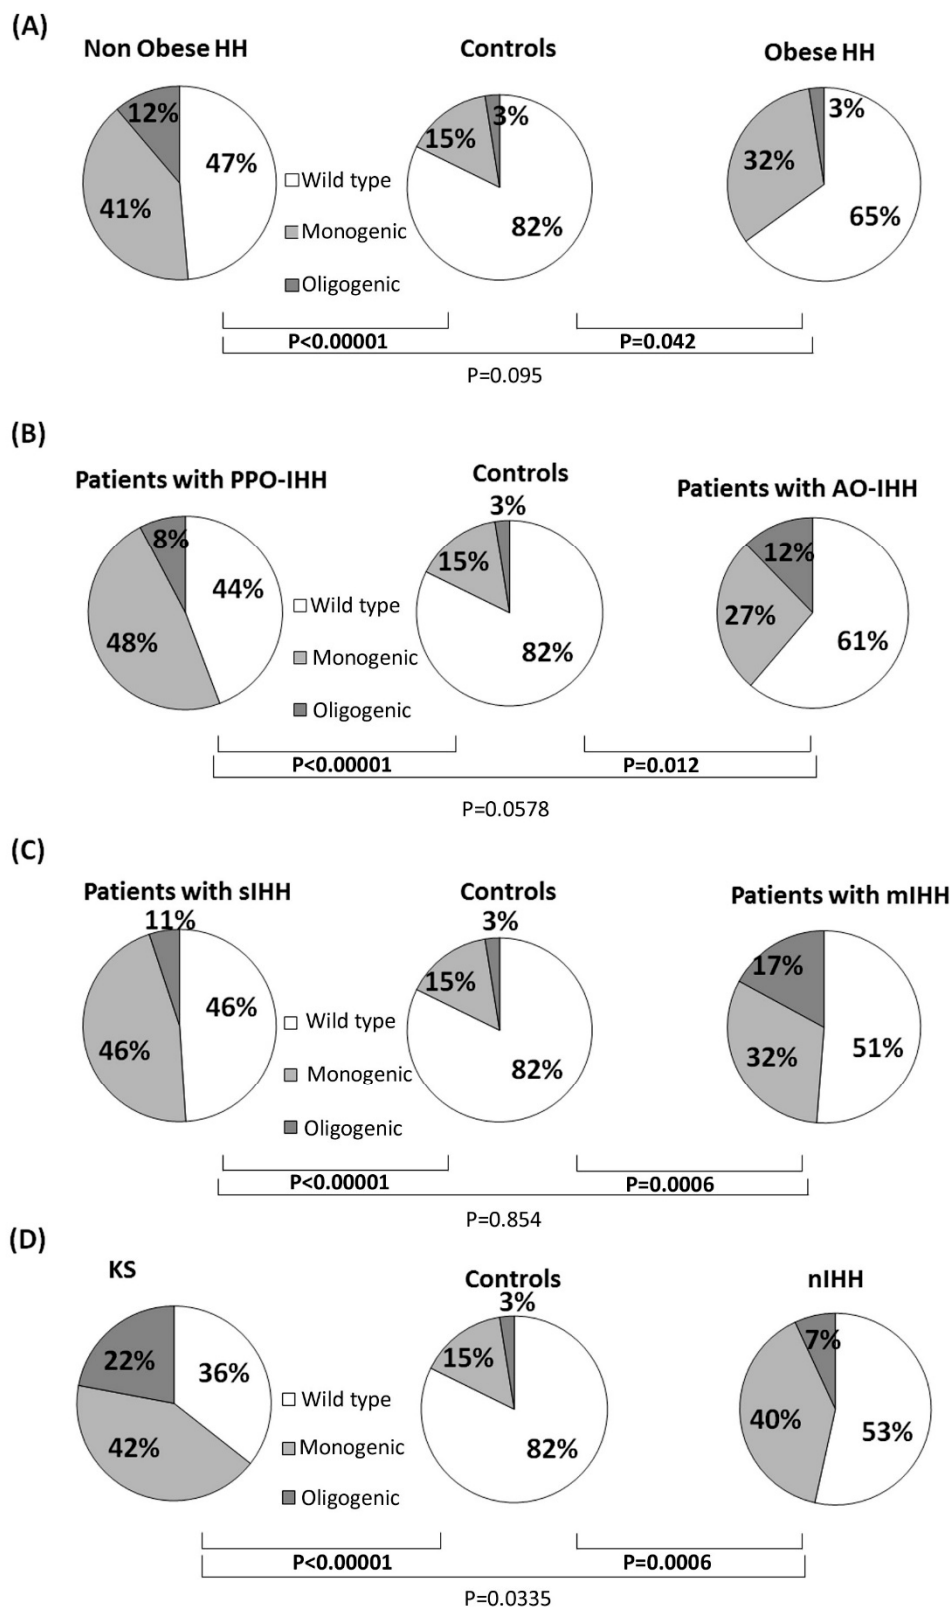 (A)
Non Obese HH
Controls
Obese HH
12%
47%
41%
Wild type
Monogenic
Oligogenic
3%
15%
82%
3%
32%
65%
P<0.00001
P=0.042
P=0.095
(B)
Patients with PPO-IHH
Controls
Patients with AO-IHH
8%
44%
48%
Wild type
Monogenic
Oligogenic
3%
15%
82%
12%
27%
61%
P<0.00001
P=0.012
P=0.0578
(C)
Patients with sIHH
Controls
Patients with mIHH
11%
46%
46%
Wild type
Monogenic
Oligogenic
3%
15%
82%
17%
32%
51%
P<0.00001
P=0.0006
P=0.854
(D)
KS
Controls
nIHH
22%
36%
42%
Wild type
Monogenic
Oligogenic
3%
15%
82%
7%
40%
53%
P<0.00001
P=0.0006
P=0.0335